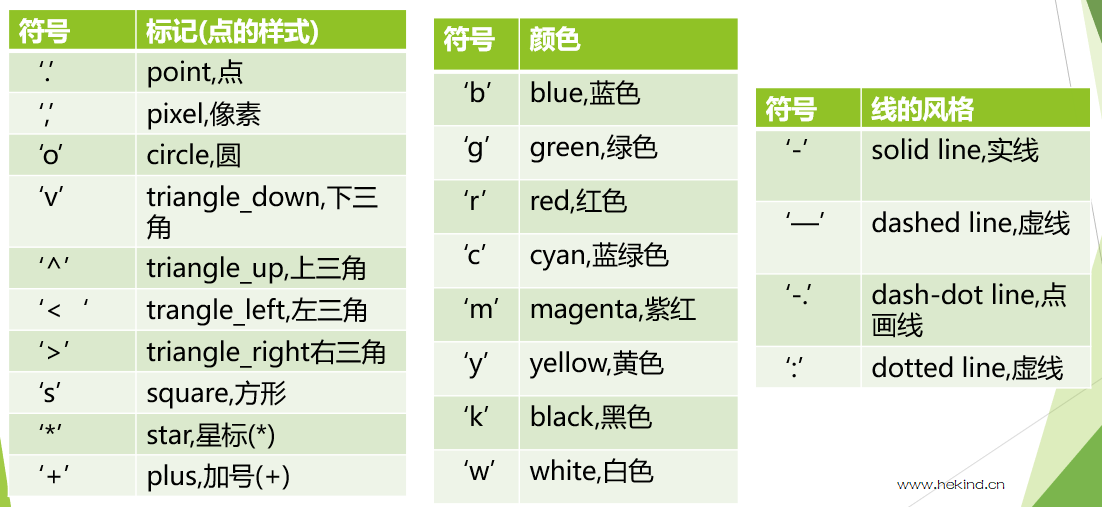 符号 标记(点的样式)
‘.’ point,点
‘,’ pixel,像素
‘o’ circle,圆
‘v’ triangle_down,下三
角
‘^’ triangle_up,上三角
‘< ‘ trangle_left,左三角
‘>’ triangle_right右三角
‘s’ square,方形
‘*’ star,星标(*)
‘+’ plus,加号(+)
符号 颜色
‘b’ blue,蓝色
‘g’ green,绿色
‘r’ red,红色
‘c’ cyan,蓝绿色
‘m’ magenta,紫红
‘y’ yellow,黄色
‘k’ black,黑色
‘w’ white,白色
符号 线的风格
‘-’ solid line,实线
‘—’ dashed line,虚线
‘-.’ dash-dot line,点
画线
‘:’ dotted line,虚线
www.hekind.cn